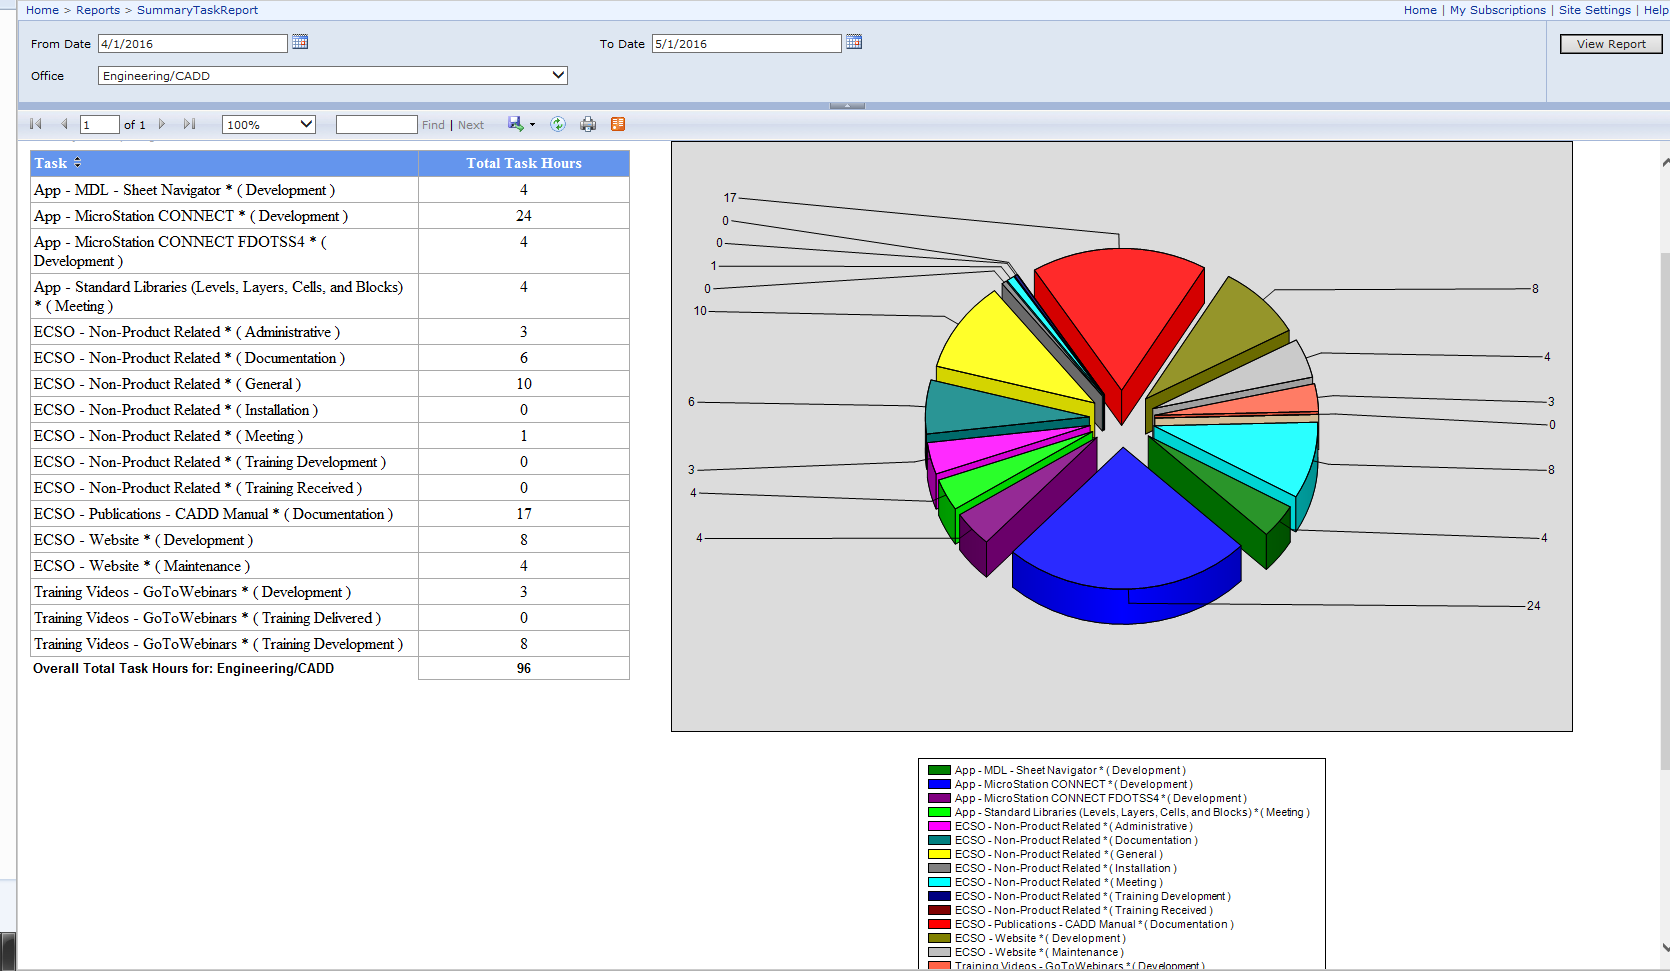 Home > Reports > SummaryTaskReport
Home | My Subscriptions | Site Settings | Help
From Date 4/1/2016
To Date 5/1/2016
View Report
Office Engineering/CADD
1 of 1 100% Find | Next
Task Total Task Hours
App - MDL - Sheet Navigator * ( Development ) 4
App - MicroStation CONNECT * ( Development ) 24
App - MicroStation CONNECT FDOTSS4 * ( 4
Development )
App - Standard Libraries (Levels, Layers, Cells, and Blocks) 4
* ( Meeting )
ECSO - Non-Product Related * ( Administrative ) 3
ECSO - Non-Product Related * ( Documentation ) 6
ECSO - Non-Product Related * ( General ) 10
ECSO - Non-Product Related * ( Installation ) 0
ECSO - Non-Product Related * ( Meeting ) 1
ECSO - Non-Product Related * ( Training Development ) 0
ECSO - Non-Product Related * ( Training Received ) 0
ECSO - Publications - CADD Manual * ( Documentation ) 17
ECSO - Website * ( Development ) 8
ECSO - Website * ( Maintenance ) 4
Training Videos - GoToWebinars * ( Development ) 3
Training Videos - GoToWebinars * ( Training Delivered ) 0
Training Videos - GoToWebinars * ( Training Development ) 8
Overall Total Task Hours for: Engineering/CADD 96
17
0
0
1
0
10
6
3
4
4
8
4
3
0
8
4
24
App - MDL - Sheet Navigator * ( Development )
App - MicroStation CONNECT * ( Development )
App - MicroStation CONNECT FDOTSS4 * ( Development )
App - Standard Libraries (Levels, Layers, Cells, and Blocks) * ( Meeting )
ECSO - Non-Product Related * ( Administrative )
ECSO - Non-Product Related * ( Documentation )
ECSO - Non-Product Related * ( General )
ECSO - Non-Product Related * ( Installation )
ECSO - Non-Product Related * ( Meeting )
ECSO - Non-Product Related * ( Training Development )
ECSO - Non-Product Related * ( Training Received )
ECSO - Publications - CADD Manual * ( Documentation )
ECSO - Website * ( Development )
ECSO - Website * ( Maintenance )
Training Videos - GoToWebinars * ( Development )